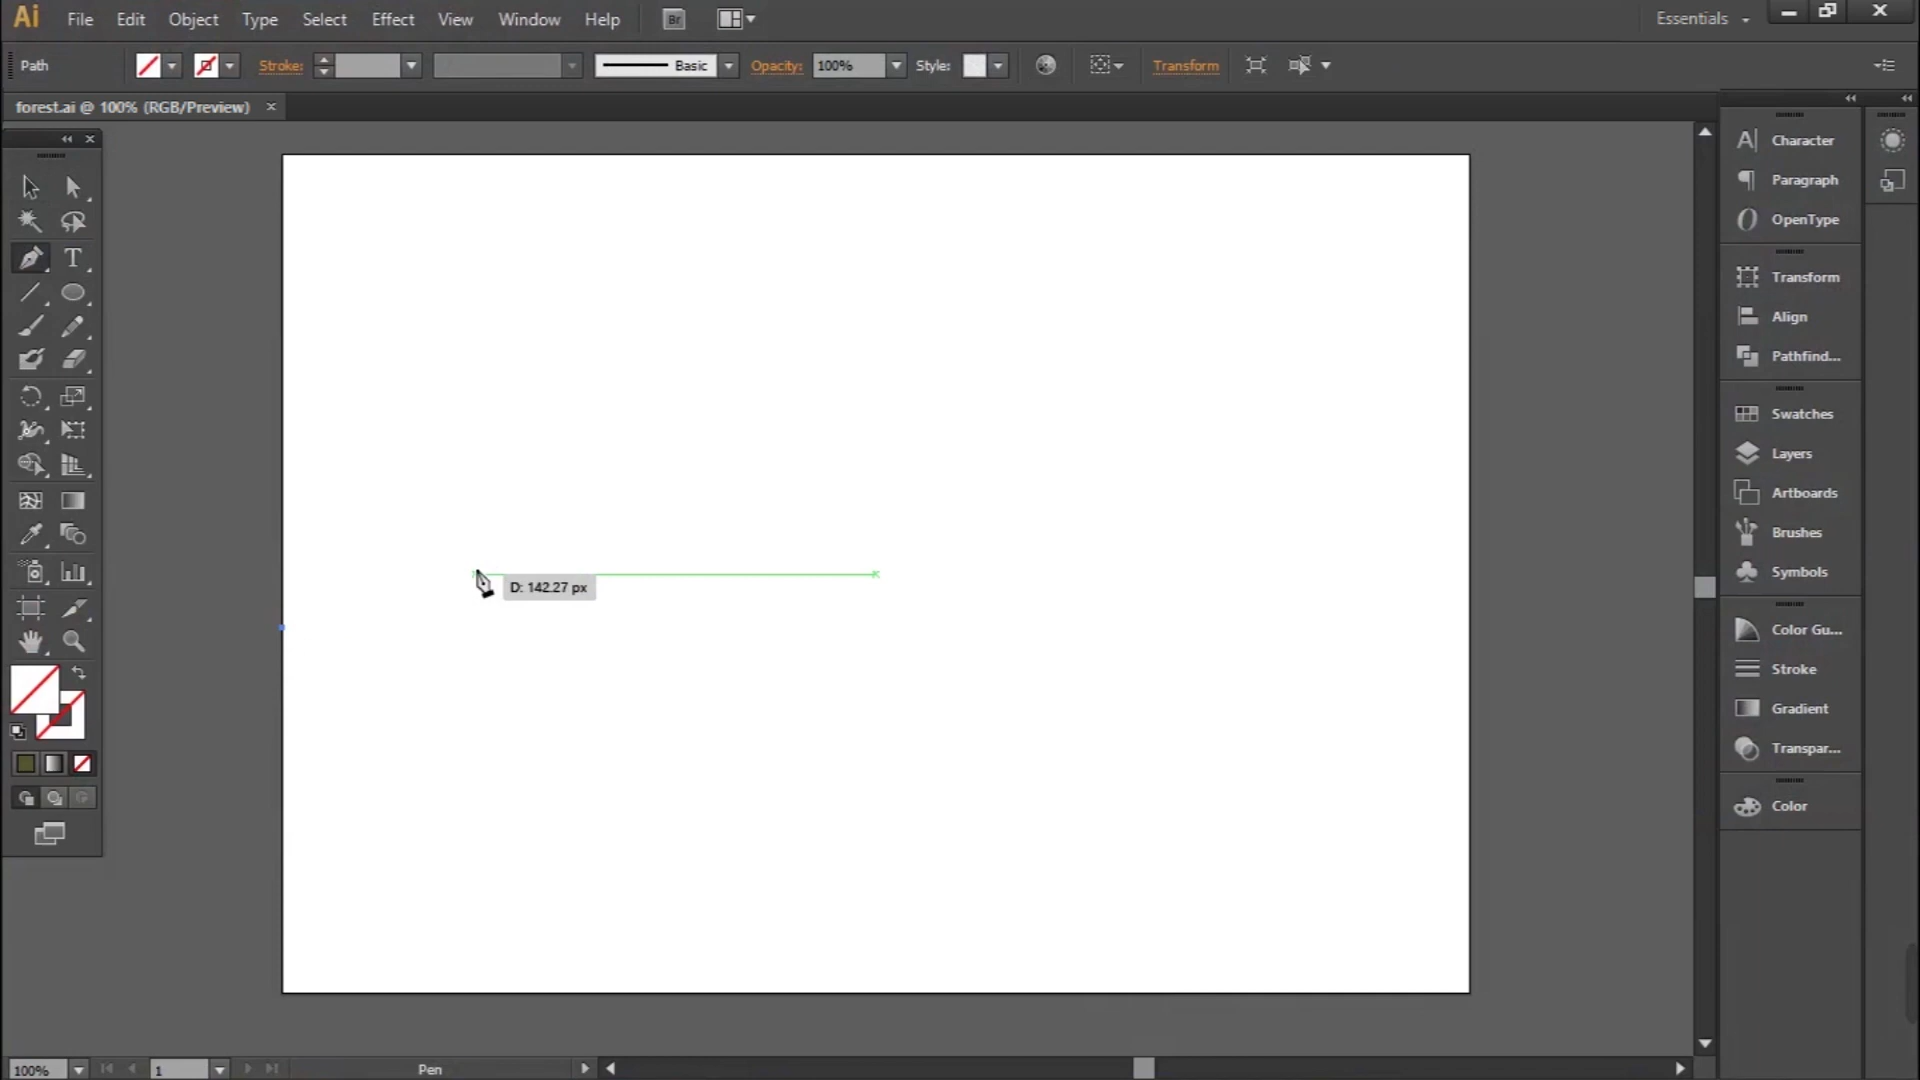 Ai File Edit Object Type Select Effect View Window Help Br Essentials
Path Stroke: Basic Opacity: 100% Style: Transform
forest.ai @ 100% (RGB/Preview)
Character
Paragraph
OpenType
Transform
Align
Pathfind...
Swatches
Layers
Artboards
Brushes
Symbols
D: 142.27 px
Color Gu...
Stroke
Gradient
Transpar...
Color
100% 1 Pen